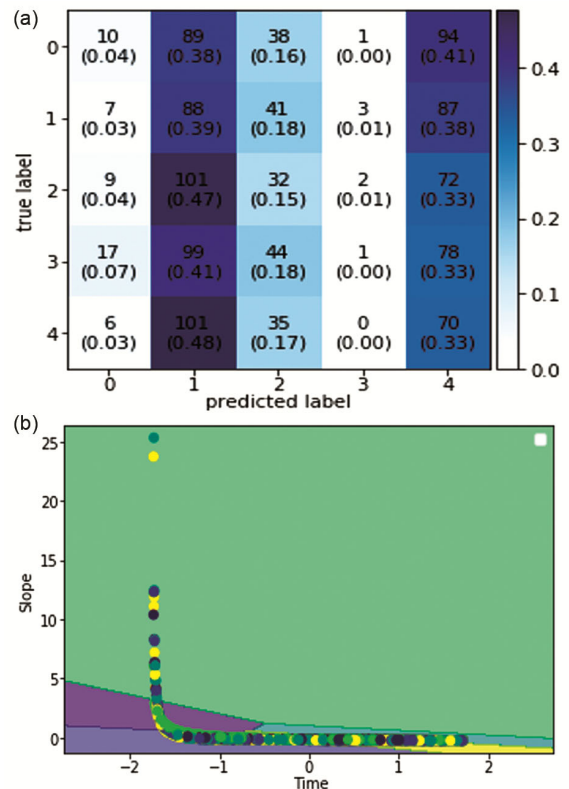 (a)
0 10 89 38 1 94
(0.04) (0.38) (0.16) (0.00) (0.41)
0.4
1 7 88 41 3 87
(0.03) (0.39) (0.18) (0.01) (0.38)
0.3
true label
2 9 101 32 2 72
(0.04) (0.47) (0.15) (0.01) (0.33)
0.2
3 17 99 44 1 78
(0.07) (0.41) (0.18) (0.00) (0.33)
0.1
4 6 101 35 0 70
(0.03) (0.48) (0.17) (0.00) (0.33)
0.0
0 1 2 3 4
predicted label
(b)
25
20
15
Slope
10
5
0
−2 −1 0 1 2
Time